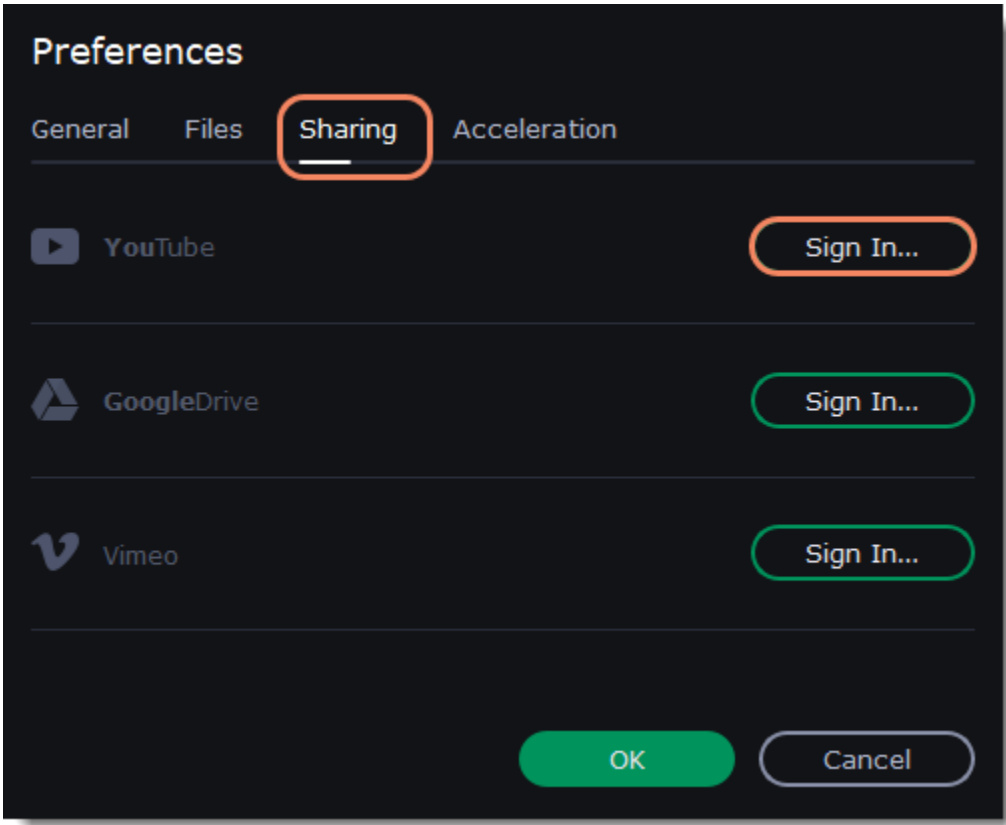 Preferences
General Files Sharing Acceleration
YouTube Sign In...
GoogleDrive Sign In...
Vimeo Sign In...
OK Cancel